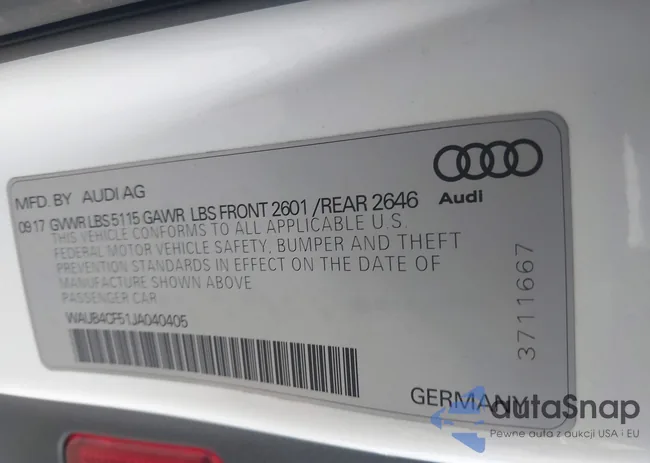 MFD. BY AUDI AG
Audi
09.17 GVWR LBS 5115 GAWR LBS FRONT 2601 / REAR 2646
THIS VEHICLE CONFORMS TO ALL APPLICABLE U.S.
FEDERAL MOTOR VEHICLE SAFETY, BUMPER AND THEFT
PREVENTION STANDARDS IN EFFECT ON THE DATE OF
MANUFACTURE SHOWN ABOVE
PASSENGER CAR
WAUB4CF51JA040405
3711667
GERMANY
autaSnap
Pewne auta z aukcji USA i EU